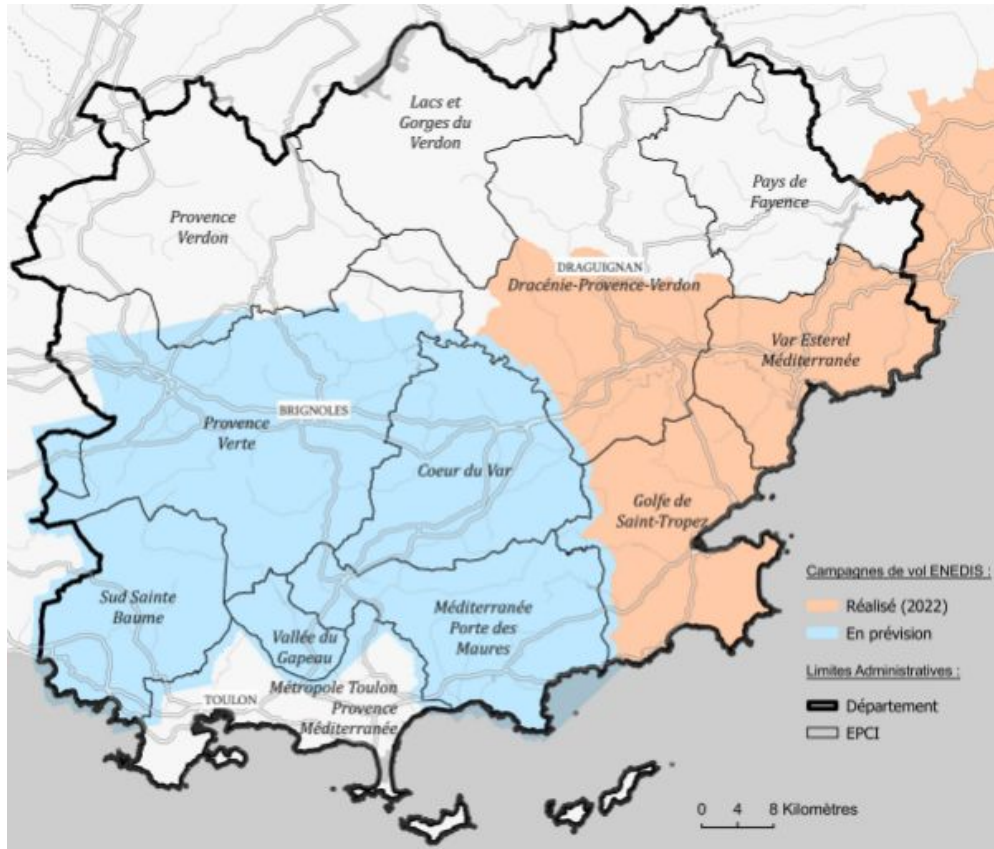 Lacs et
Gorges du
Verdon
Pays de
Fayence
Provence
Verdon
DRAGUIGNAN
Dracénie-Provence-Verdon
Var Esterel
Méditerranée
BRIGNOLES
Provence
Verte
Coeur du Var
Golfe de
Saint-Tropez
Sud Sainte
Baume
Vallée du
Gapeau
Méditerranée
Porte des
Maures
TOULON
Métropole Toulon
Provence
Méditerranée
Campagnes de vol ENEDIS :
Réalisé (2022)
En prévision
Limites Administratives :
Département
EPCI
0 4 8 Kilomètres